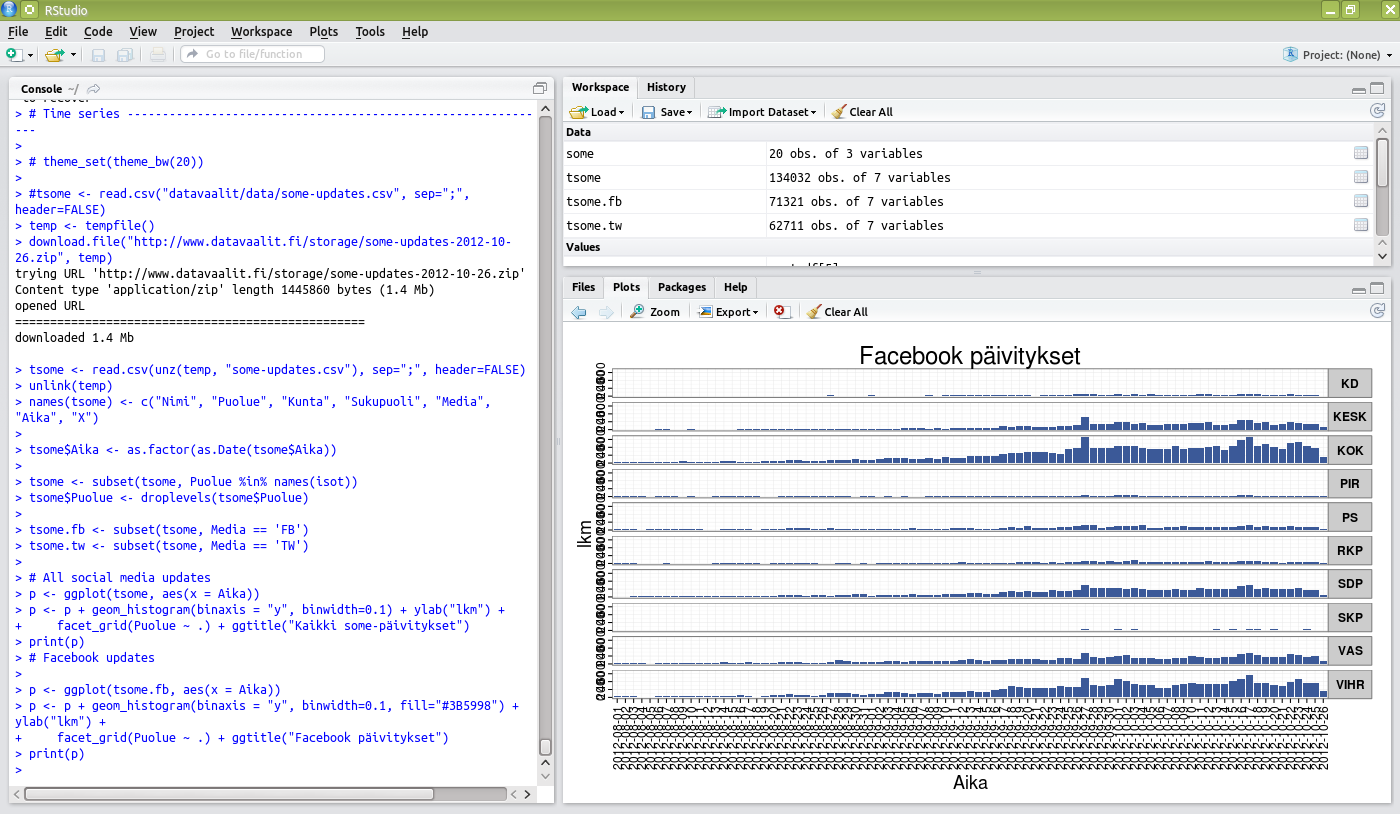 RStudio
File Edit Code View Project Workspace Plots Tools Help
Go to file/function
Project: (None)
Console ~/
to recover
> # Time series ----------------------------------------------------------
---
>
> # theme_set(theme_bw(20))
>
> #tsome <- read.csv("datavaalit/data/some-updates.csv", sep=";",
header=FALSE)
> temp <- tempfile()
> download.file("http://www.datavaalit.fi/storage/some-updates-2012-10-
26.zip", temp)
trying URL 'http://www.datavaalit.fi/storage/some-updates-2012-10-26.zip'
Content type 'application/zip' length 1445860 bytes (1.4 Mb)
opened URL
==================================================
downloaded 1.4 Mb
> tsome <- read.csv(unz(temp, "some-updates.csv"), sep=";", header=FALSE)
> unlink(temp)
> names(tsome) <- c("Nimi", "Puolue", "Kunta", "Sukupuoli", "Media",
"Aika", "X")
>
> tsome$Aika <- as.factor(as.Date(tsome$Aika))
>
> tsome <- subset(tsome, Puolue %in% names(isot))
> tsome$Puolue <- droplevels(tsome$Puolue)
>
> tsome.fb <- subset(tsome, Media == 'FB')
> tsome.tw <- subset(tsome, Media == 'TW')
>
> # All social media updates
> p <- ggplot(tsome, aes(x = Aika))
> p <- p + geom_histogram(binaxis = "y", binwidth=0.1) + ylab("lkm") +
+     facet_grid(Puolue ~ .) + ggtitle("Kaikki some-päivitykset")
> print(p)
> # Facebook updates
>
> p <- ggplot(tsome.fb, aes(x = Aika))
> p <- p + geom_histogram(binaxis = "y", binwidth=0.1, fill="#3B5998") +
ylab("lkm") +
+     facet_grid(Puolue ~ .) + ggtitle("Facebook päivitykset")
> print(p)
>
Workspace History
Load Save Import Dataset Clear All
Data
some 20 obs. of 3 variables
tsome 134032 obs. of 7 variables
tsome.fb 71321 obs. of 7 variables
tsome.tw 62711 obs. of 7 variables
Values
Files Plots Packages Help
Zoom Export Clear All
Facebook päivitykset
lkm
KD
KESK
KOK
PIR
PS
RKP
SDP
SKP
VAS
VIHR
Aika